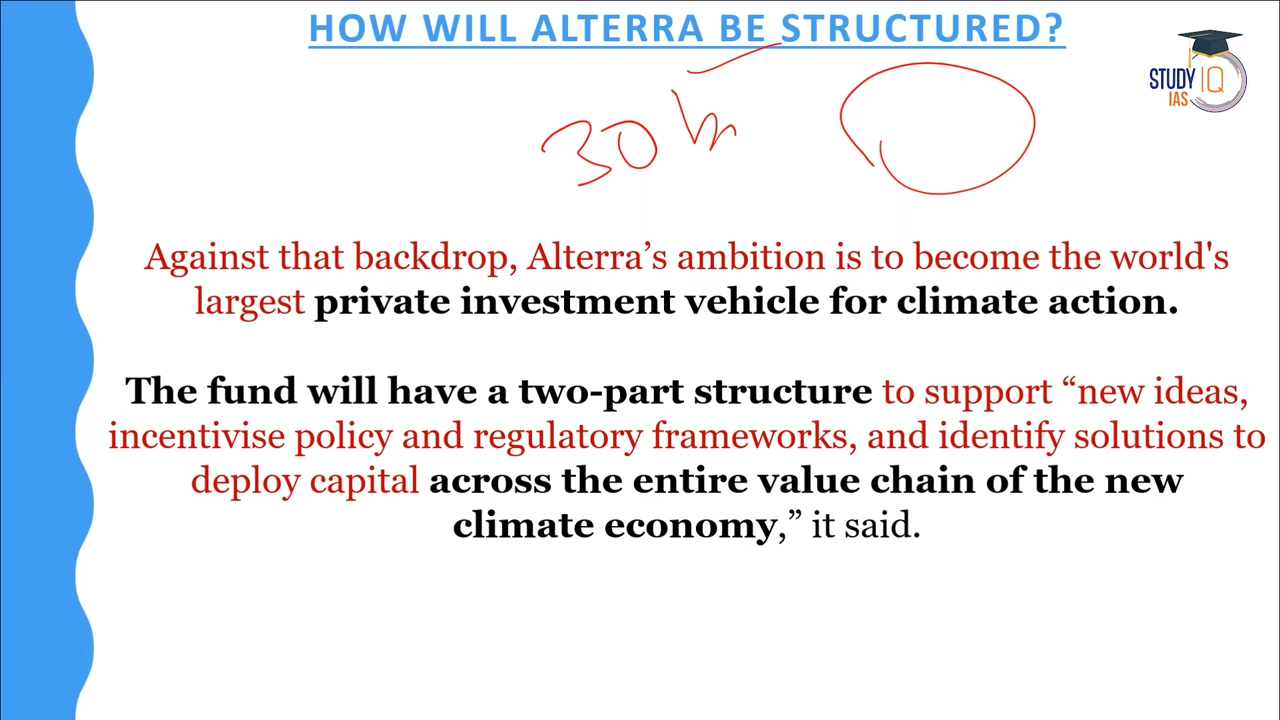 HOW WILL ALTERRA BE STRUCTURED?
STUDY IQ
IAS
30 bn
Against that backdrop, Alterra’s ambition is to become the world's
largest private investment vehicle for climate action.
The fund will have a two-part structure to support “new ideas,
incentivise policy and regulatory frameworks, and identify solutions to
deploy capital across the entire value chain of the new
climate economy,” it said.